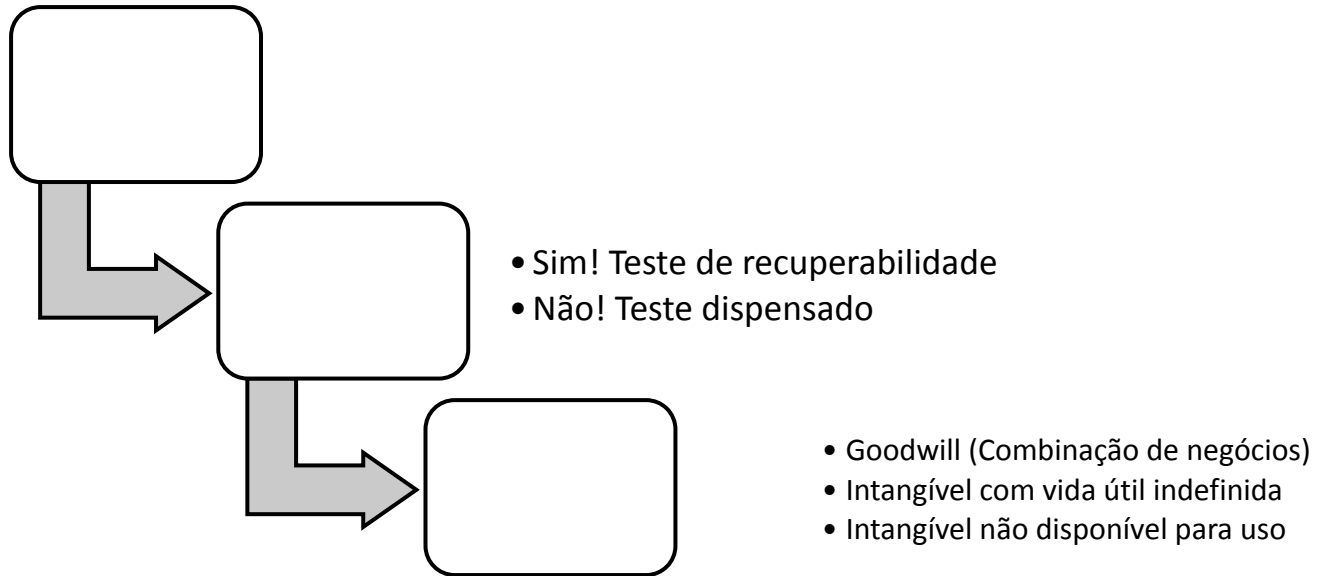 • Sim! Teste de recuperabilidade
• Não! Teste dispensado
• Goodwill (Combinação de negócios)
• Intangível com vida útil indefinida
• Intangível não disponível para uso